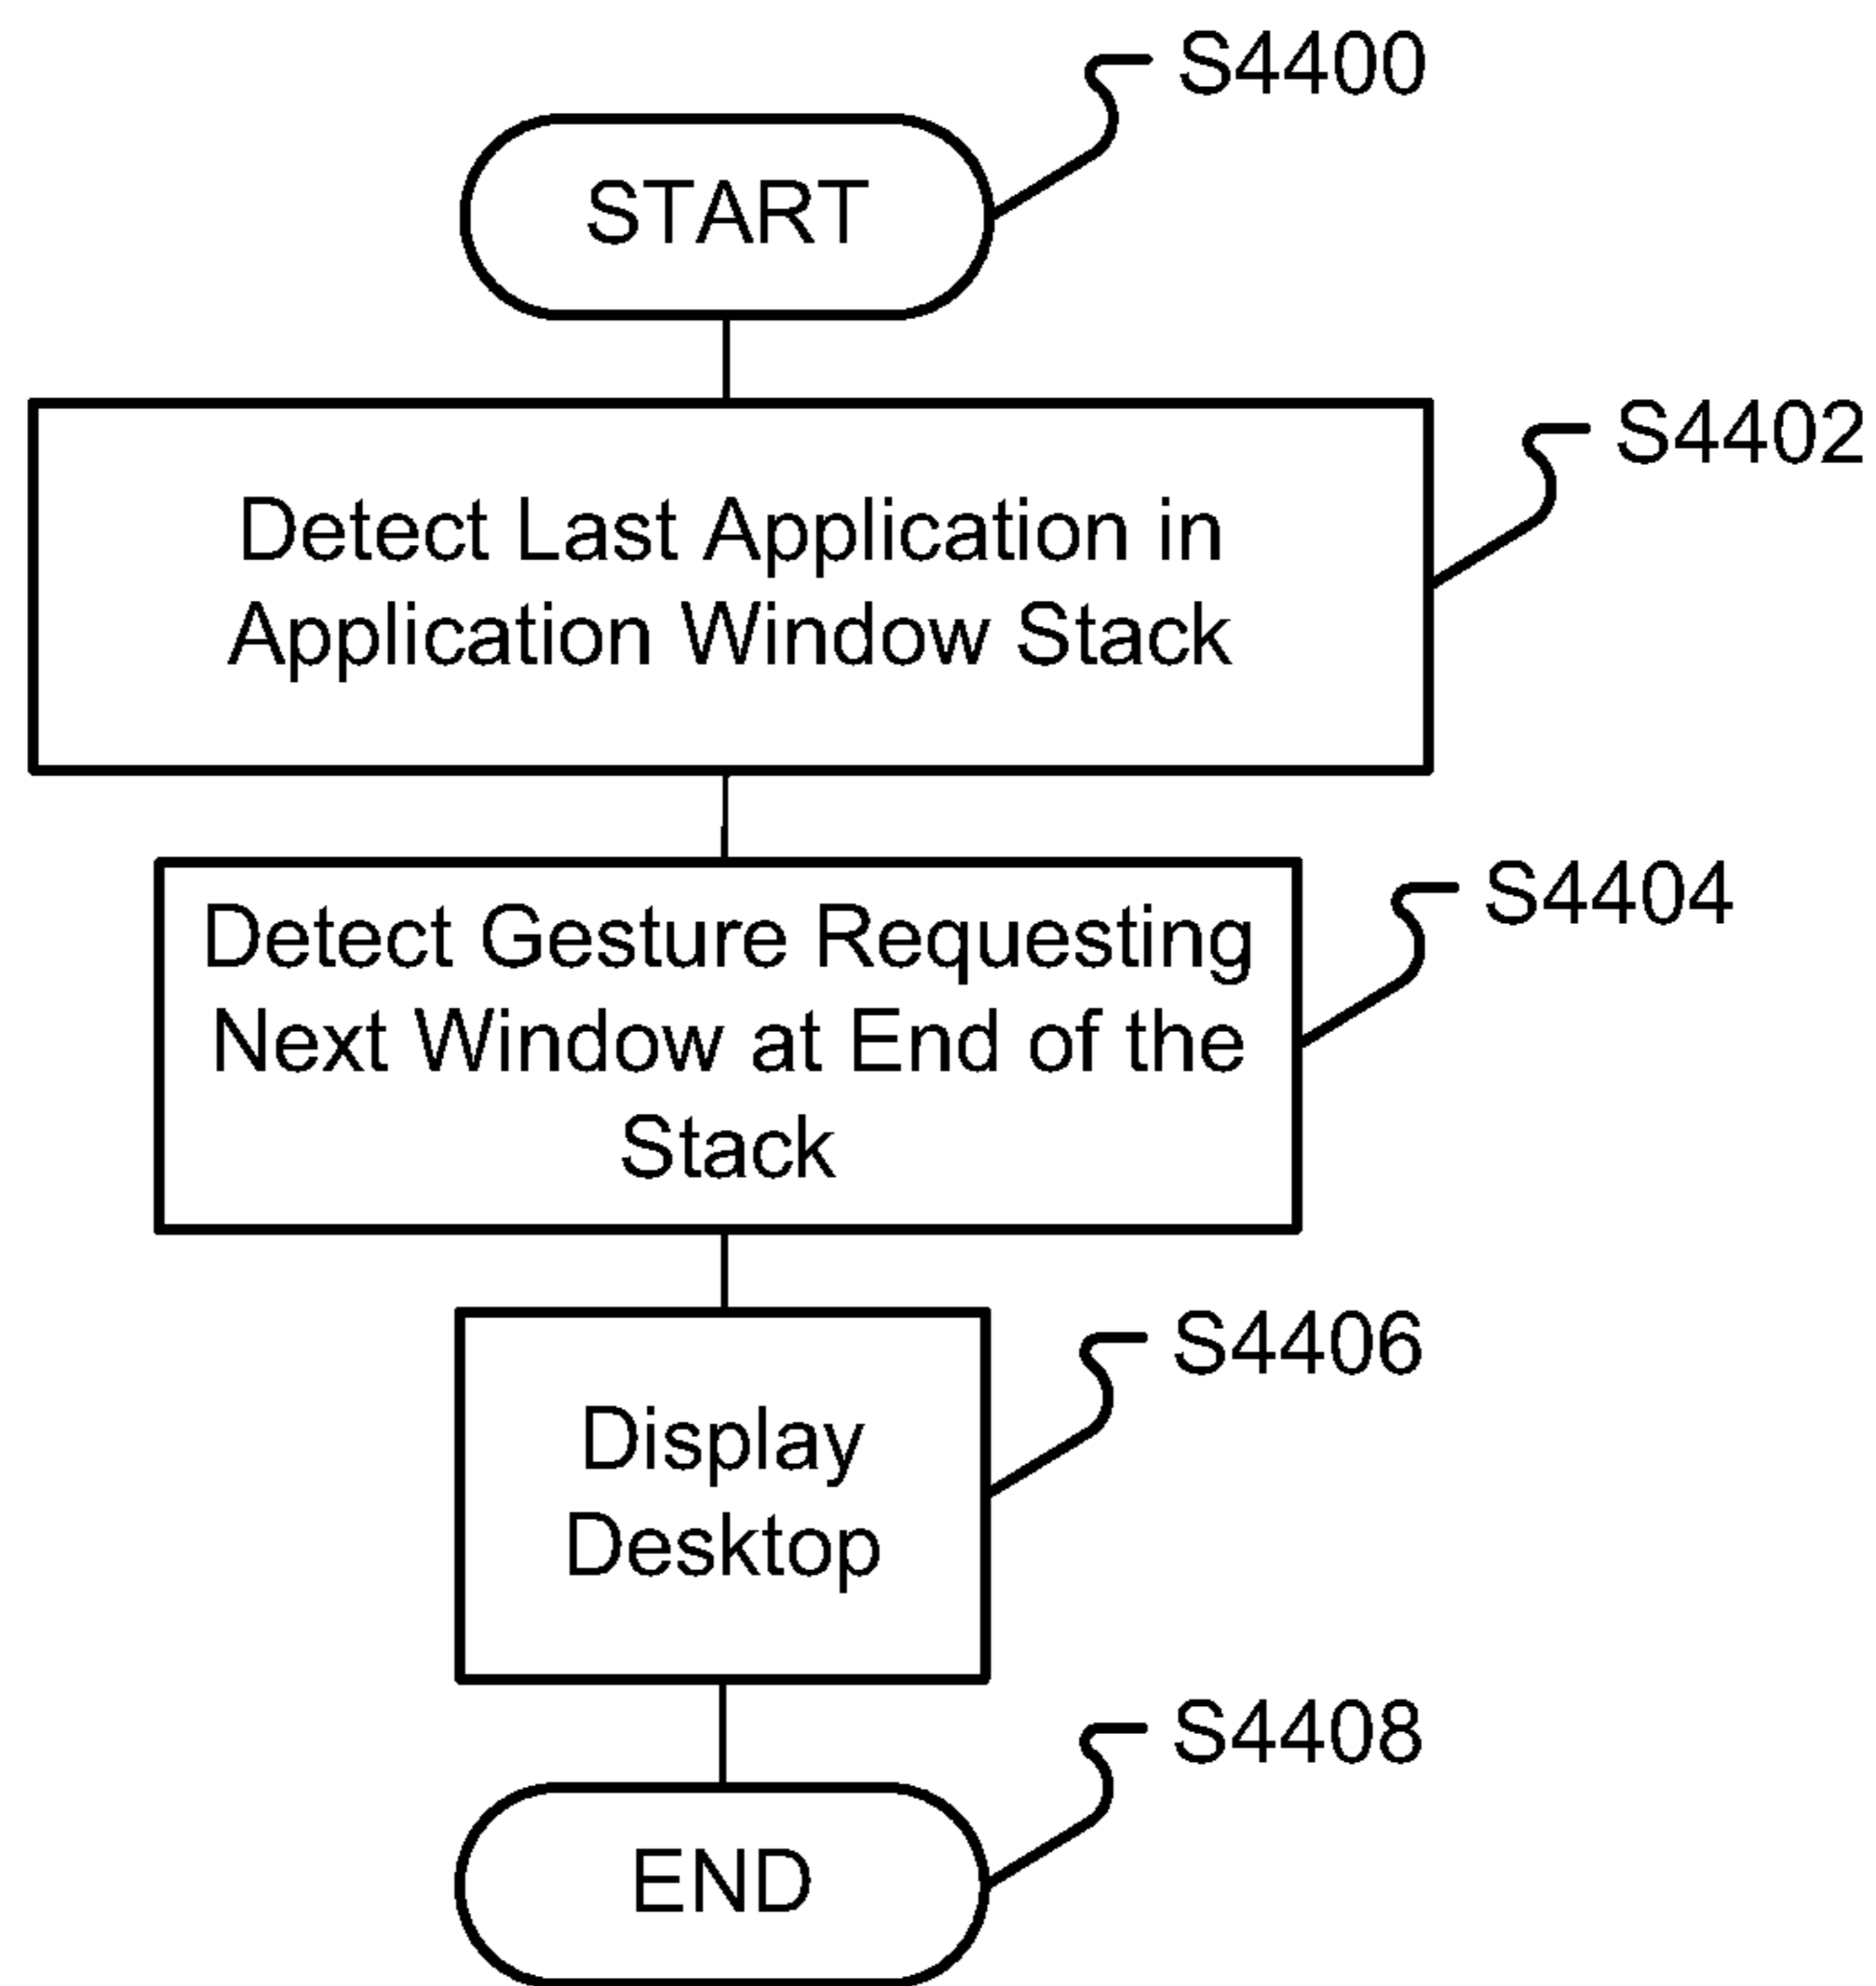 S4400
START
S4402
Detect Last Application in
Application Window Stack
S4404
Detect Gesture Requesting
Next Window at End of the
Stack
S4406
Display
Desktop
S4408
END